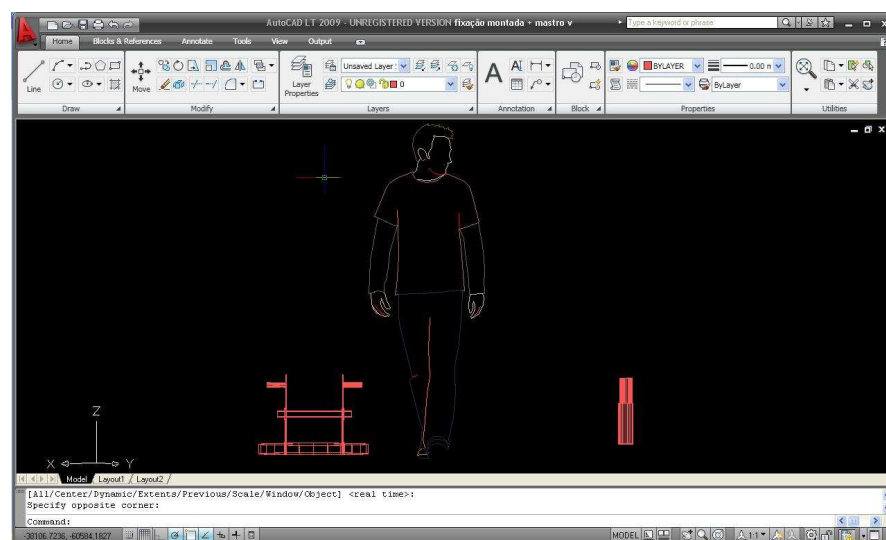 AutoCAD LT 2009 - UNREGISTERED VERSION fixação montada + mastro v
Type a keyword or phrase
Home Blocks & References Annotate Tools View Output
Line
Move
Layer Properties
Unsaved Layer
0
A
BYLAYER
0.00 m
ByLayer
Draw Modify Layers Annotation Block Properties Utilities
Z
X Y
Model Layout1 Layout2
[All/Center/Dynamic/Extents/Previous/Scale/Window/Object] <real time>:
Specify opposite corner:
Command:
-30106.7236, -60584.1827
MODEL
1:1